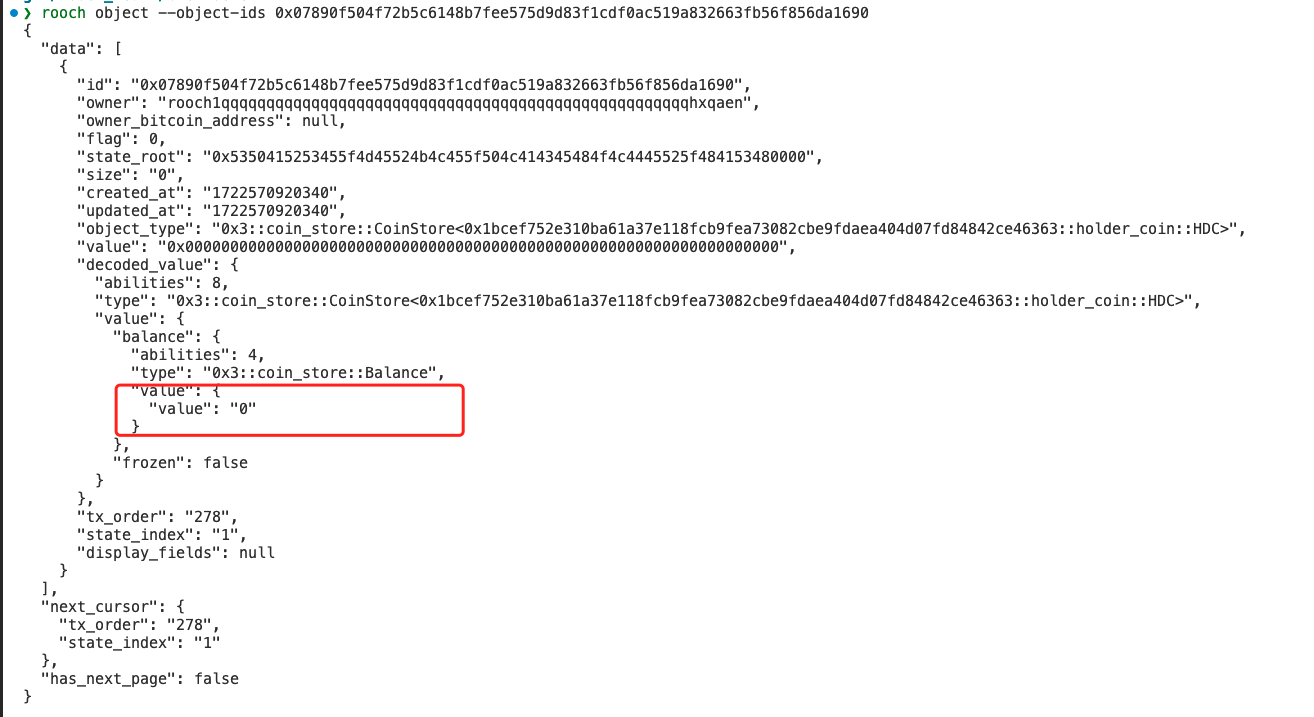 ❯ rooch object --object-ids 0x07890f504f72b5c6148b7fee575d9d83f1cdf0ac519a832663fb56f856da1690
{
  "data": [
    {
      "id": "0x07890f504f72b5c6148b7fee575d9d83f1cdf0ac519a832663fb56f856da1690",
      "owner": "rooch1qqqqqqqqqqqqqqqqqqqqqqqqqqqqqqqqqqqqqqqqqqqqqqqqqqqqhxqaen",
      "owner_bitcoin_address": null,
      "flag": 0,
      "state_root": "0x5350415253455f4d45524b4c455f504c414345484f4c4445525f484153480000",
      "size": "0",
      "created_at": "1722570920340",
      "updated_at": "1722570920340",
      "object_type": "0x3::coin_store::CoinStore<0x1bcef752e310ba61a37e118fcb9fea73082cbe9fdaea404d07fd84842ce46363::holder_coin::HDC>",
      "value": "0x000000000000000000000000000000000000000000000000000000000000000000",
      "decoded_value": {
        "abilities": 8,
        "type": "0x3::coin_store::CoinStore<0x1bcef752e310ba61a37e118fcb9fea73082cbe9fdaea404d07fd84842ce46363::holder_coin::HDC>",
        "value": {
          "balance": {
            "abilities": 4,
            "type": "0x3::coin_store::Balance",
            "value": {
              "value": "0"
            }
          },
          "frozen": false
        }
      },
      "tx_order": "278",
      "state_index": "1",
      "display_fields": null
    }
  ],
  "next_cursor": {
    "tx_order": "278",
    "state_index": "1"
  },
  "has_next_page": false
}